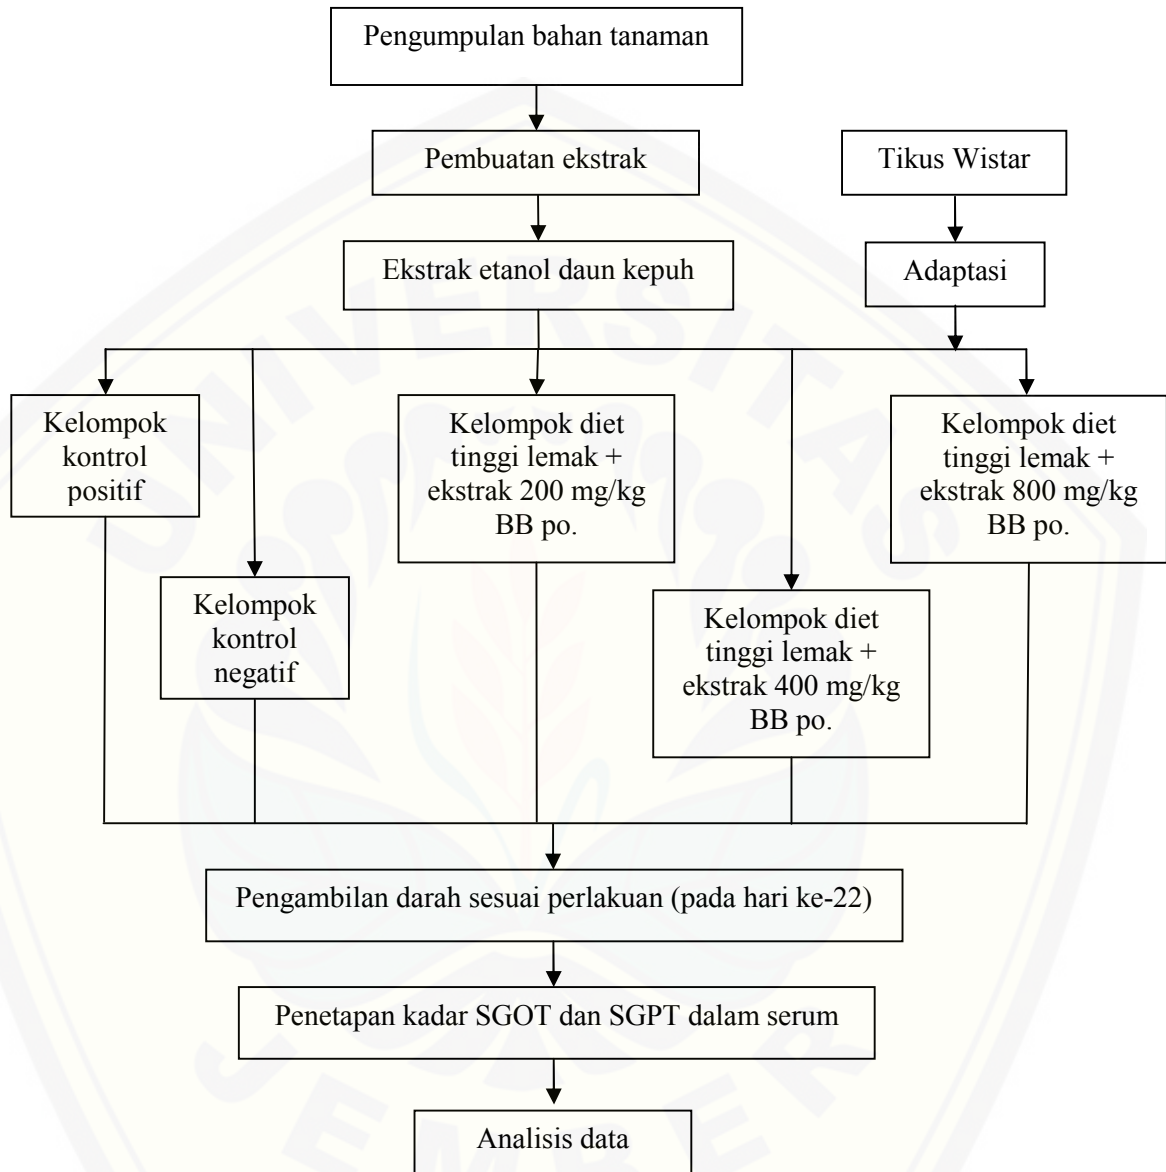 Pengumpulan bahan tanaman
Pembuatan ekstrak
Tikus Wistar
Ekstrak etanol daun kepuh
Adaptasi
Kelompok
kontrol
positif
Kelompok
kontrol
negatif
Kelompok diet
tinggi lemak +
ekstrak 200 mg/kg
BB po.
Kelompok diet
tinggi lemak +
ekstrak 400 mg/kg
BB po.
Kelompok diet
tinggi lemak +
ekstrak 800 mg/kg
BB po.
Pengambilan darah sesuai perlakuan (pada hari ke-22)
Penetapan kadar SGOT dan SGPT dalam serum
Analisis data
UNIVERSITAS
JEMBER